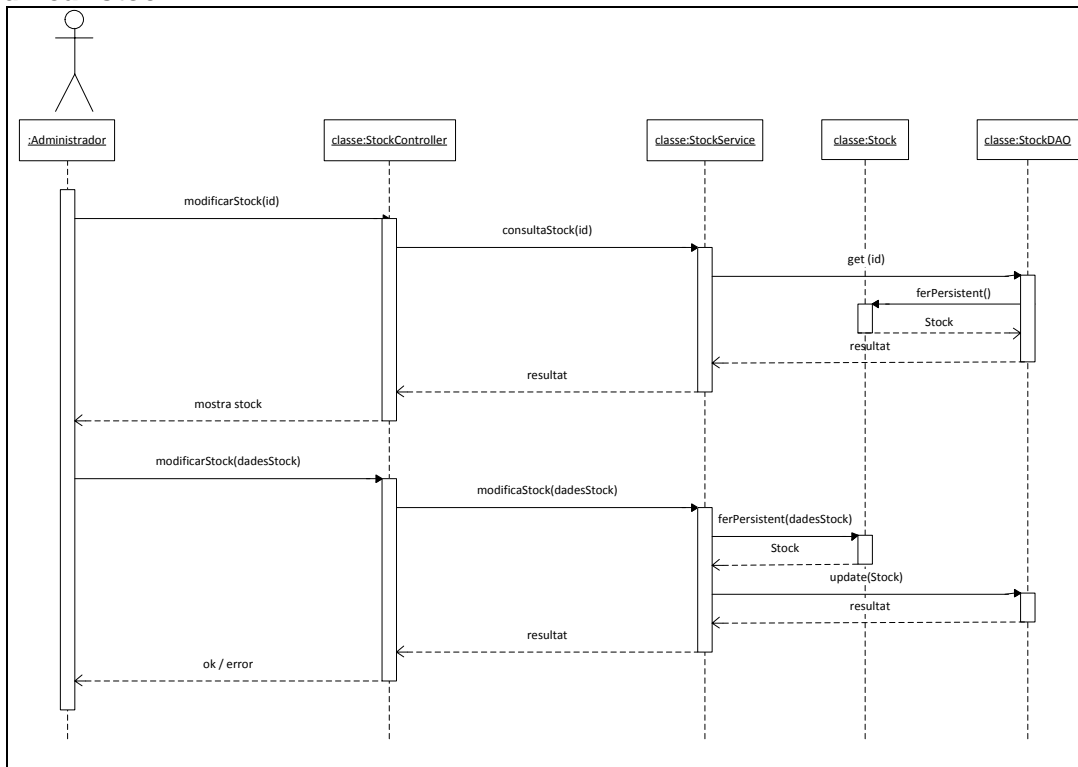 :Administrador
classe:StockController
classe:StockService
classe:Stock
classe:StockDAO
modificarStock(id)
consultaStock(id)
get (id)
ferPersistent()
Stock
resultat
resultat
mostra stock
modificarStock(dadesStock)
modificaStock(dadesStock)
ferPersistent(dadesStock)
Stock
update(Stock)
resultat
resultat
ok / error